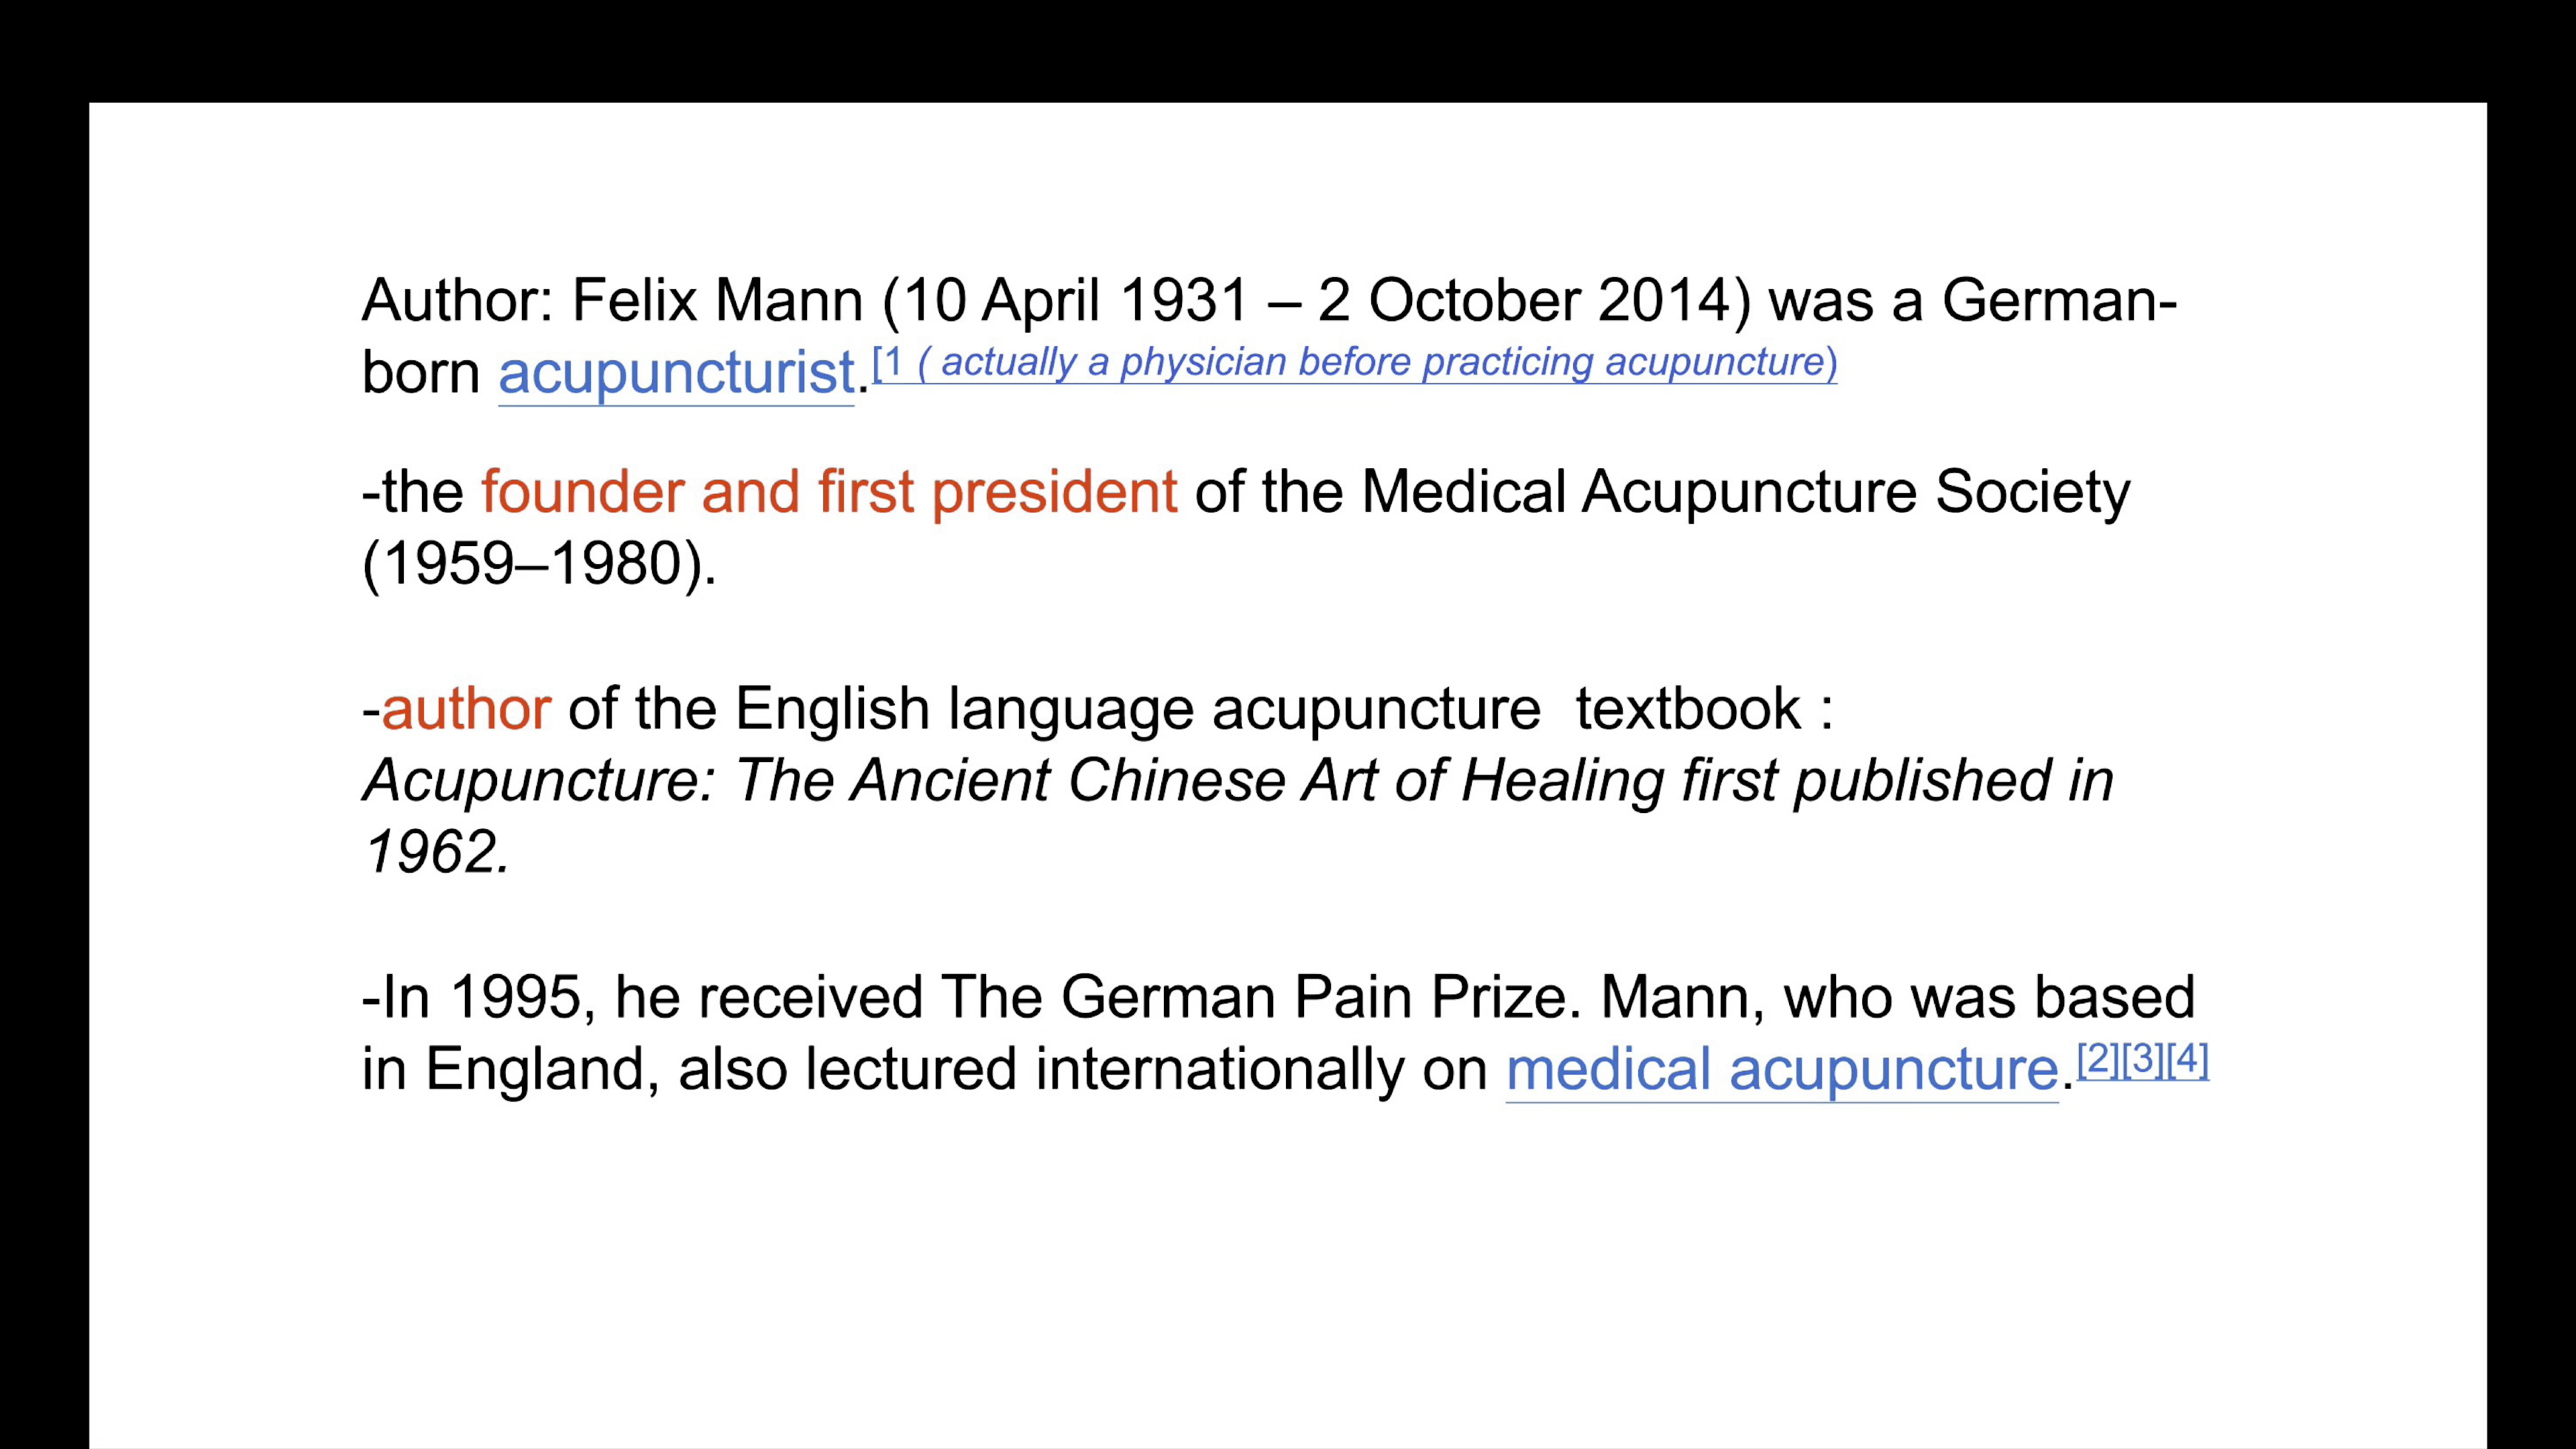 Author: Felix Mann (10 April 1931 – 2 October 2014) was a German-
born acupuncturist.[1 ( actually a physician before practicing acupuncture)
-the founder and first president of the Medical Acupuncture Society
(1959–1980).
-author of the English language acupuncture  textbook :
Acupuncture: The Ancient Chinese Art of Healing first published in
1962.
-In 1995, he received The German Pain Prize. Mann, who was based
in England, also lectured internationally on medical acupuncture.[2][3][4]